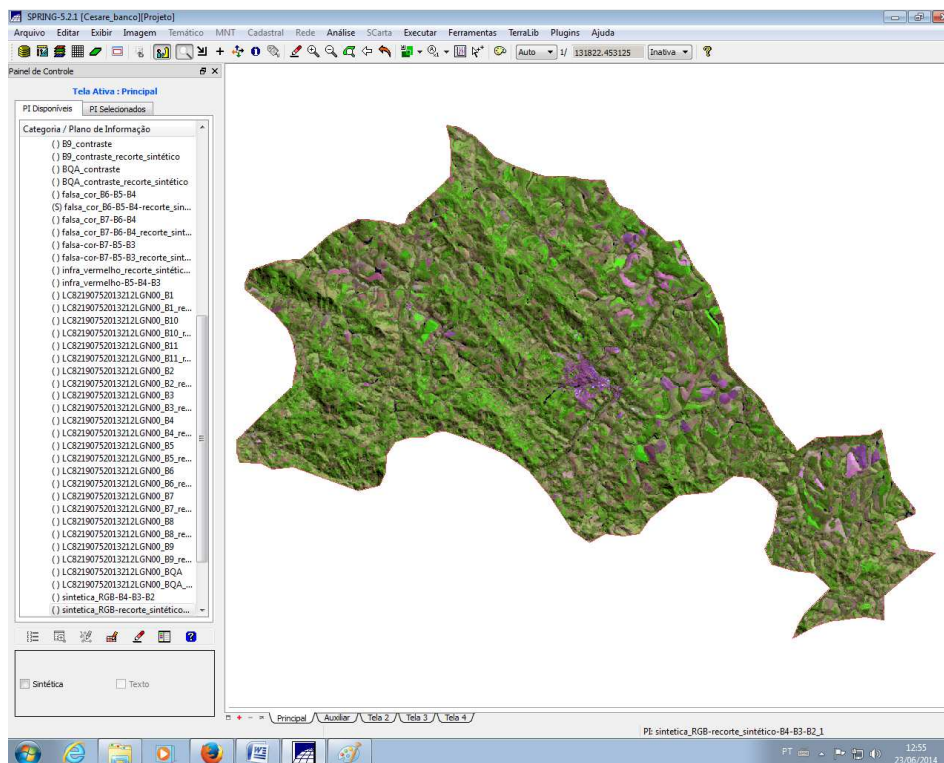 SPRING-5.2.1 [Cesare_banco][Projeto]
Arquivo Editar Exibir Imagem Temático MNT Cadastral Rede Análise SCarta Executar Ferramentas TerraLib Plugins Ajuda
Auto 1/ 131822.453125 Inativa
Painel de Controle
Tela Ativa : Principal
PI Disponíveis PI Selecionados
Categoria / Plano de Informação
( ) B9_contraste
( ) B9_contraste_recorte_sintético
( ) BQA_contraste
( ) BQA_contraste_recorte_sintético
( ) falsa_cor_B6-B5-B4
(S) falsa_cor_B6-B5-B4-recorte_sin...
( ) falsa_cor_B7-B6-B4
( ) falsa_cor_B7-B6-B4_recorte_sint...
( ) falsa-cor-B7-B5-B3
( ) falsa-cor-B7-B5-B3_recorte_sint...
( ) infra_vermelho_recorte_sintétic...
( ) infra_vermelho-B5-B4-B3
( ) LC82190752013212LGN00_B1
( ) LC82190752013212LGN00_B1_re...
( ) LC82190752013212LGN00_B10
( ) LC82190752013212LGN00_B10_r...
( ) LC82190752013212LGN00_B11
( ) LC82190752013212LGN00_B11_r...
( ) LC82190752013212LGN00_B2
( ) LC82190752013212LGN00_B2_re...
( ) LC82190752013212LGN00_B3
( ) LC82190752013212LGN00_B3_re...
( ) LC82190752013212LGN00_B4
( ) LC82190752013212LGN00_B4_re...
( ) LC82190752013212LGN00_B5
( ) LC82190752013212LGN00_B5_re...
( ) LC82190752013212LGN00_B6
( ) LC82190752013212LGN00_B6_re...
( ) LC82190752013212LGN00_B7
( ) LC82190752013212LGN00_B7_re...
( ) LC82190752013212LGN00_B8
( ) LC82190752013212LGN00_B8_re...
( ) LC82190752013212LGN00_B9
( ) LC82190752013212LGN00_B9_re...
( ) LC82190752013212LGN00_BQA
( ) LC82190752013212LGN00_BQA_...
( ) sintetica_RGB-B4-B3-B2
( ) sintetica_RGB-recorte_sintético...
Sintética Texto
Principal Auxiliar Tela 2 Tela 3 Tela 4
PI: sintetica_RGB-recorte_sintético-B4-B3-B2_1
PT 12:55
23/06/2014